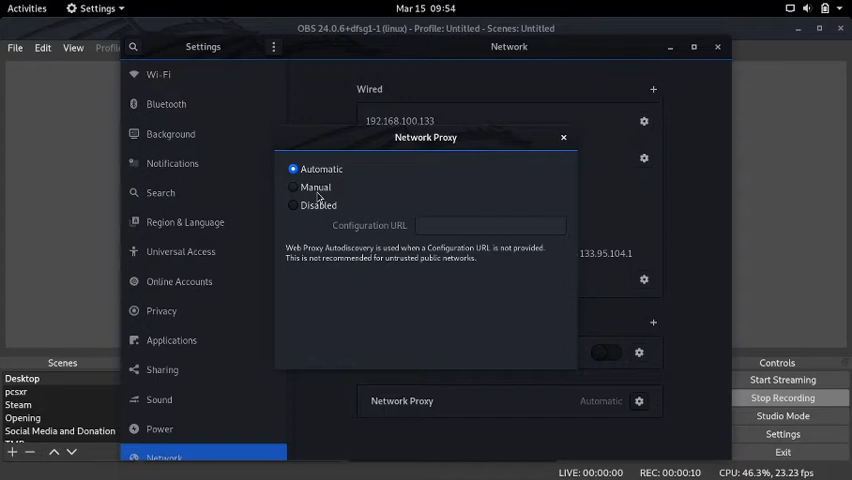 Activities
Settings
Mar 15 09:54
OBS 24.0.6+dfsg1-1 (linux) - Profile: Untitled - Scenes: Untitled
File Edit View
Settings
Network
Wi-Fi
Bluetooth
Background
Notifications
Search
Region & Language
Universal Access
Online Accounts
Privacy
Applications
Sharing
Sound
Power
Network
Wired
192.168.100.133
133.95.104.1
Network Proxy
Automatic
Manual
Disabled
Configuration URL
Web Proxy Autodiscovery is used when a Configuration URL is not provided.
This is not recommended for untrusted public networks.
Network Proxy Automatic
Scenes
Desktop
pcsxr
Steam
Opening
Social Media and Donation
Controls
Start Streaming
Stop Recording
Studio Mode
Settings
Exit
LIVE: 00:00:00 REC: 00:00:10 CPU: 46.3%, 23.23 fps